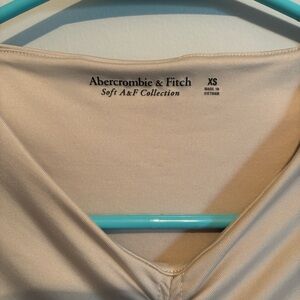 Abercrombie & Fitch
Soft A&F Collection
XS
MADE IN
VIETNAM